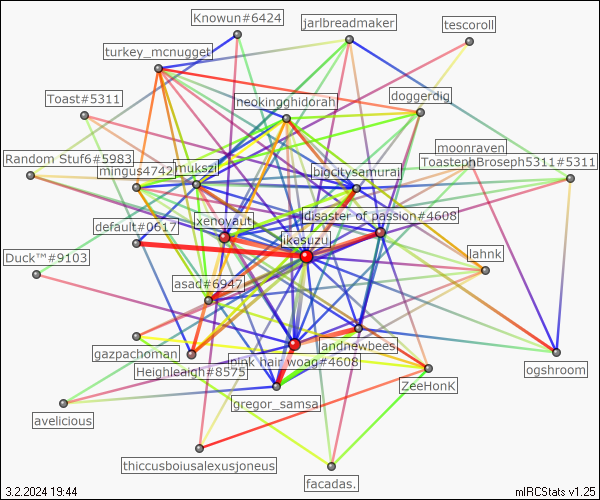 Knowun#6424
jarlbreadmaker
tescoroll
turkey_mcnugget
Toast#5311
neokingghidorah
doggerdig
moonraven
Random Stuf6#5983
mingus4742
mukszi
bigcitysamurai
ToastephBroseph5311#5311
default#0617
xenoyaut
disaster of passion#4608
ikasuzu
Duck™#9103
asad#6947
lahnk
gazpachoman
Heighleaigh#8575
pink hair woag#4608
andnewbees
ogshroom
ZeeHonK
gregor_samsa
avelicious
thiccusboiusalexusjoneus
facadas.
3.2.2024 19:44
mIRCStats v1.25